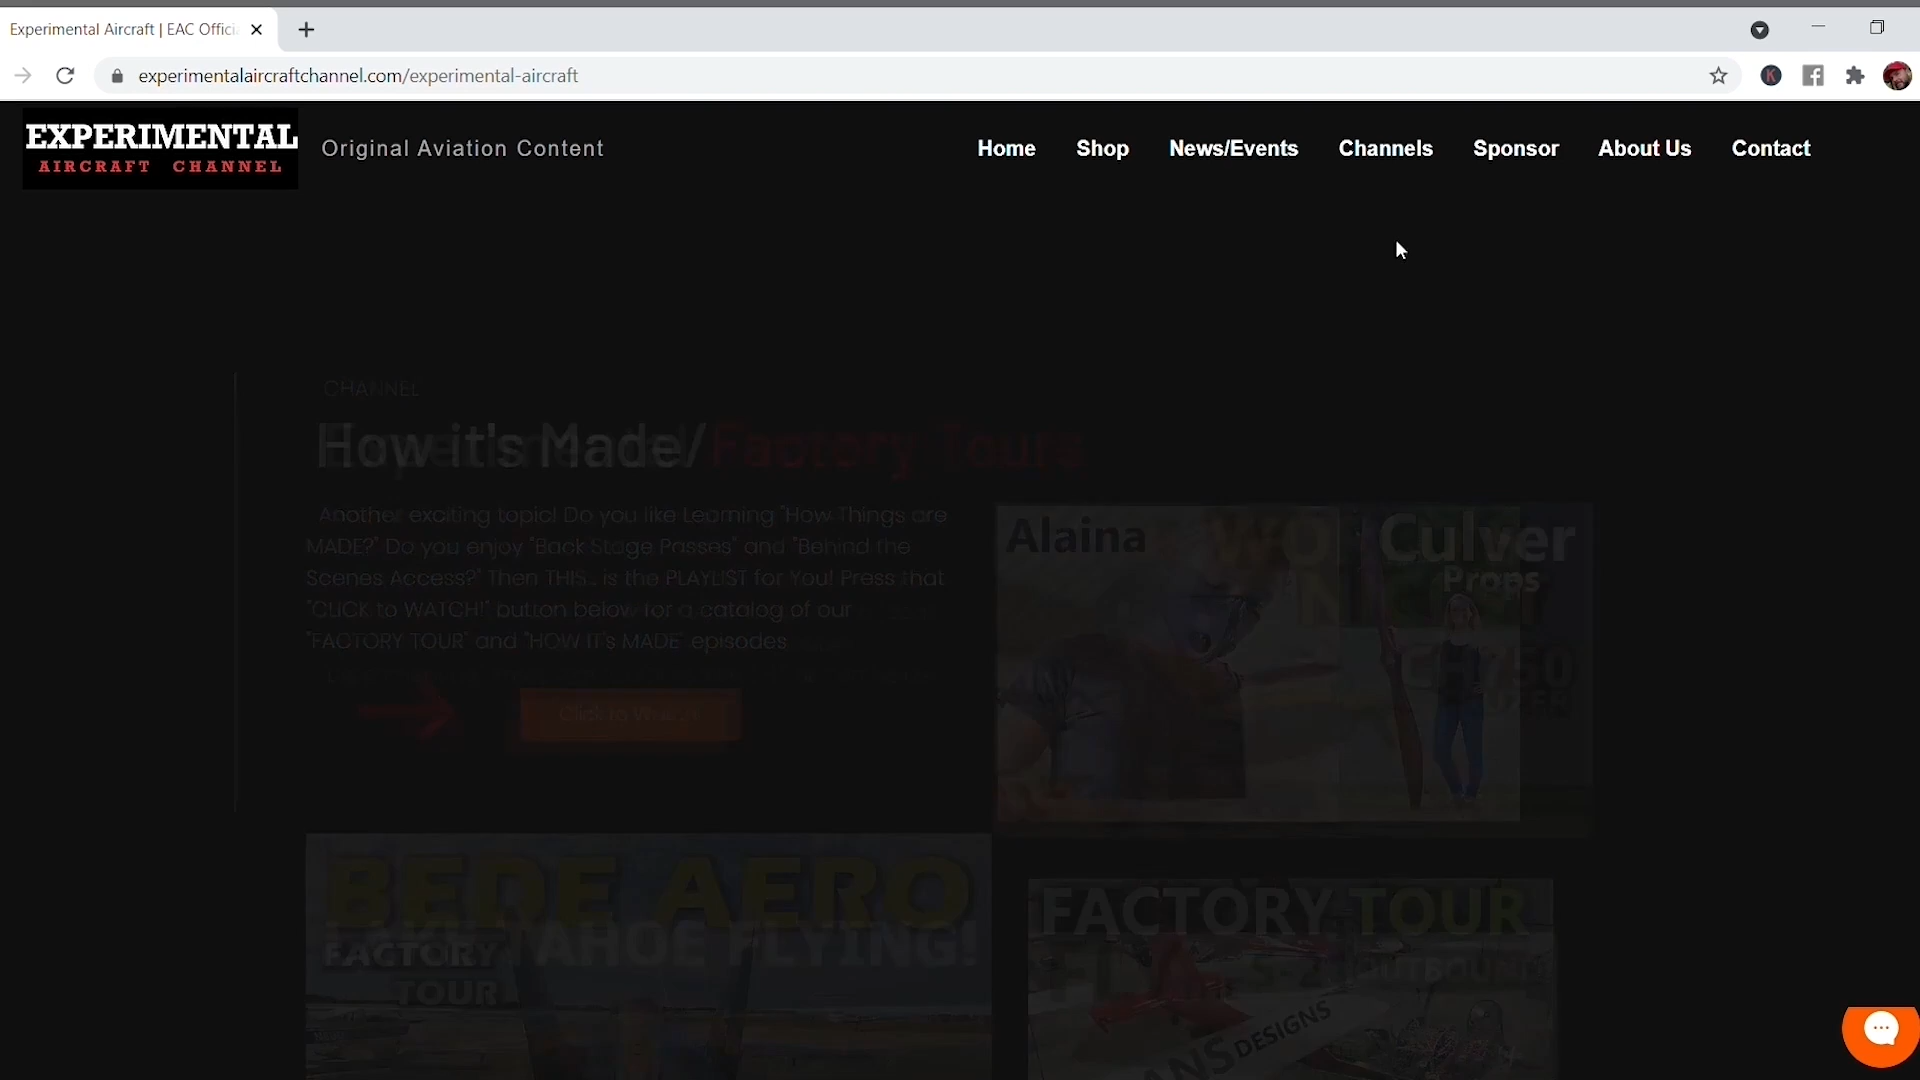 Experimental Aircraft | EAC Offici
experimentalaircraftchannel.com/experimental-aircraft
K
EXPERIMENTAL
AIRCRAFT CHANNEL
Original Aviation Content
Home Shop News/Events Channels Sponsor About Us Contact
CHANNEL
How it's Made/Factory Tours
Another exciting topic! Do you like Learning "How Things are
MADE?" Do you enjoy "Back Stage Passes" and "Behind the
Scenes Access?" Then THIS... is the PLAYLIST for You! Press that
"CLICK to WATCH!" button below for a catalog of our
"FACTORY TOUR" and "HOW IT's MADE" episodes
Click to Watch!
Alaina
Culver
Props
CH750
BEDE AERO
FACTORY
TOUR
TAHOE FLYING!
FACTORY TOUR
OUTBOUND
ANS DESIGNS